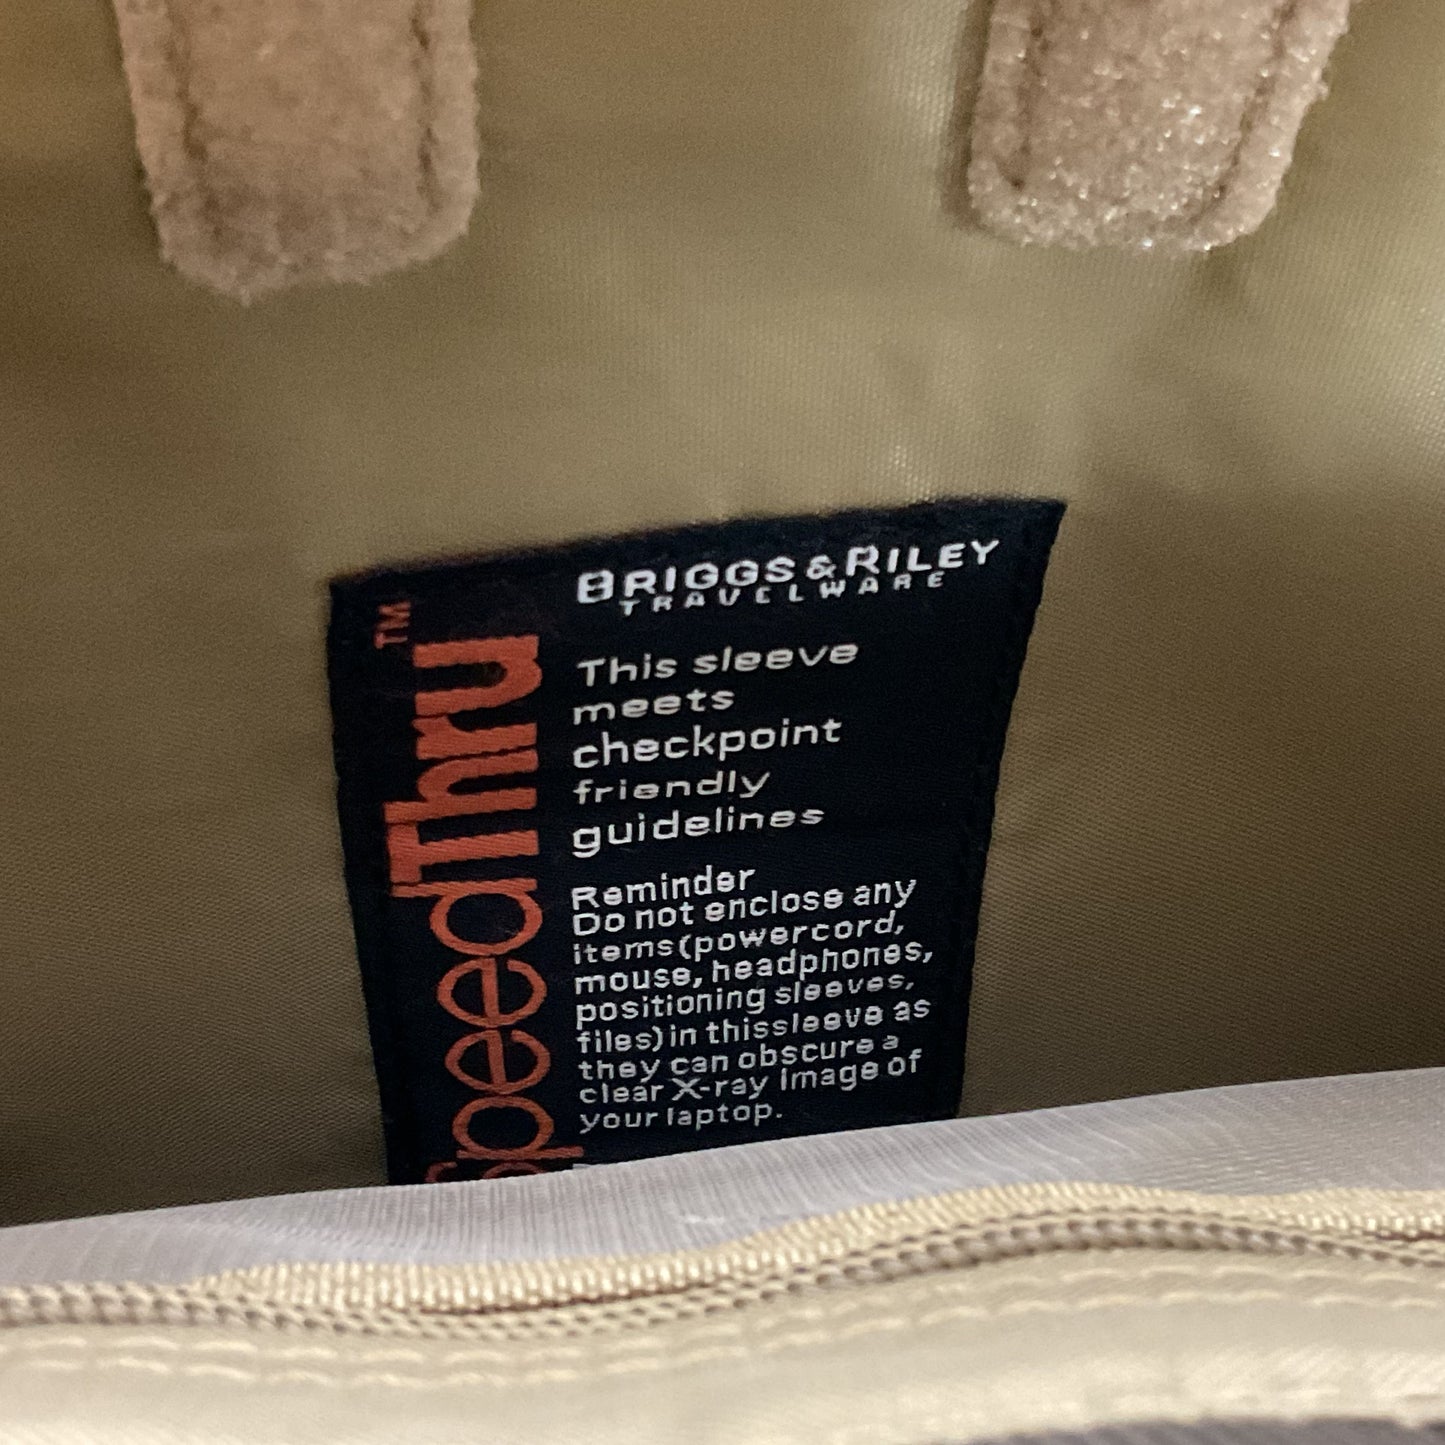 BRIGGS & RILEY
TRAVELWARE
SpeedThru™
This sleeve
meets
checkpoint
friendly
guidelines
Reminder
Do not enclose any
items(powercord,
mouse, headphones,
positioning sleeves,
files)in thissleeve as
they can obscure a
clear X-ray image of
your laptop.